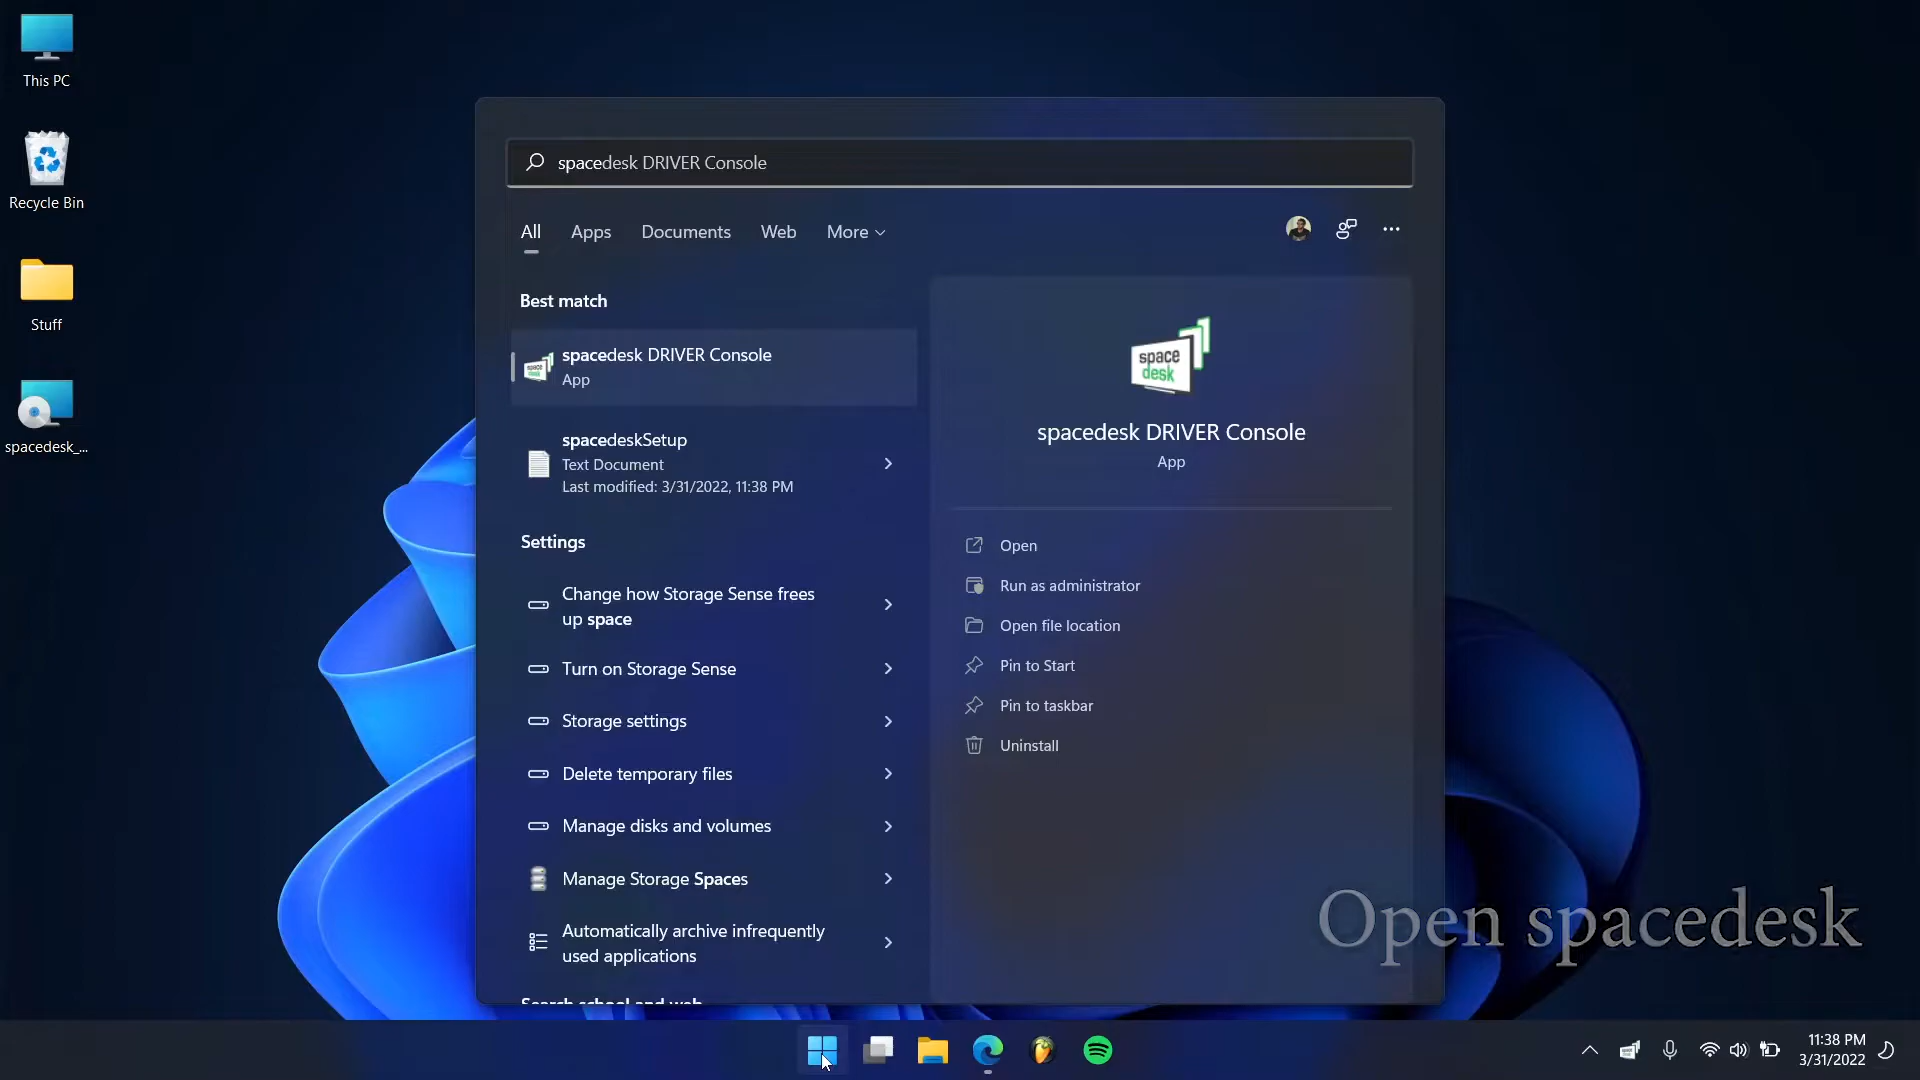 This PC
Recycle Bin
Stuff
spacedesk_...
spacedesk DRIVER Console
All
Apps
Documents
Web
More
Best match
spacedesk DRIVER Console
App
spacedeskSetup
Text Document
Last modified: 3/31/2022, 11:38 PM
Settings
Change how Storage Sense frees
up space
Turn on Storage Sense
Storage settings
Delete temporary files
Manage disks and volumes
Manage Storage Spaces
Automatically archive infrequently
used applications
Search school and web
space
desk
spacedesk DRIVER Console
App
Open
Run as administrator
Open file location
Pin to Start
Pin to taskbar
Uninstall
Open spacedesk
11:38 PM
3/31/2022